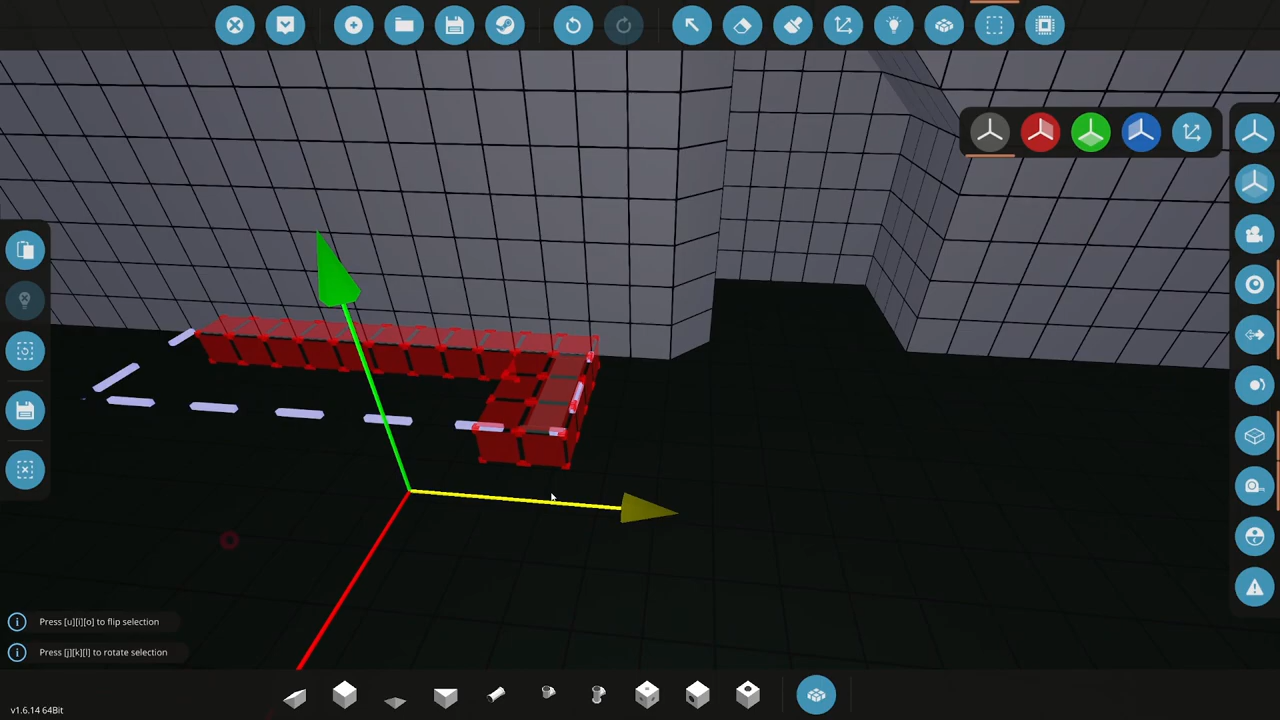 Press [u][i][o] to flip selection
Press [j][k][l] to rotate selection
v1.6.14 64Bit